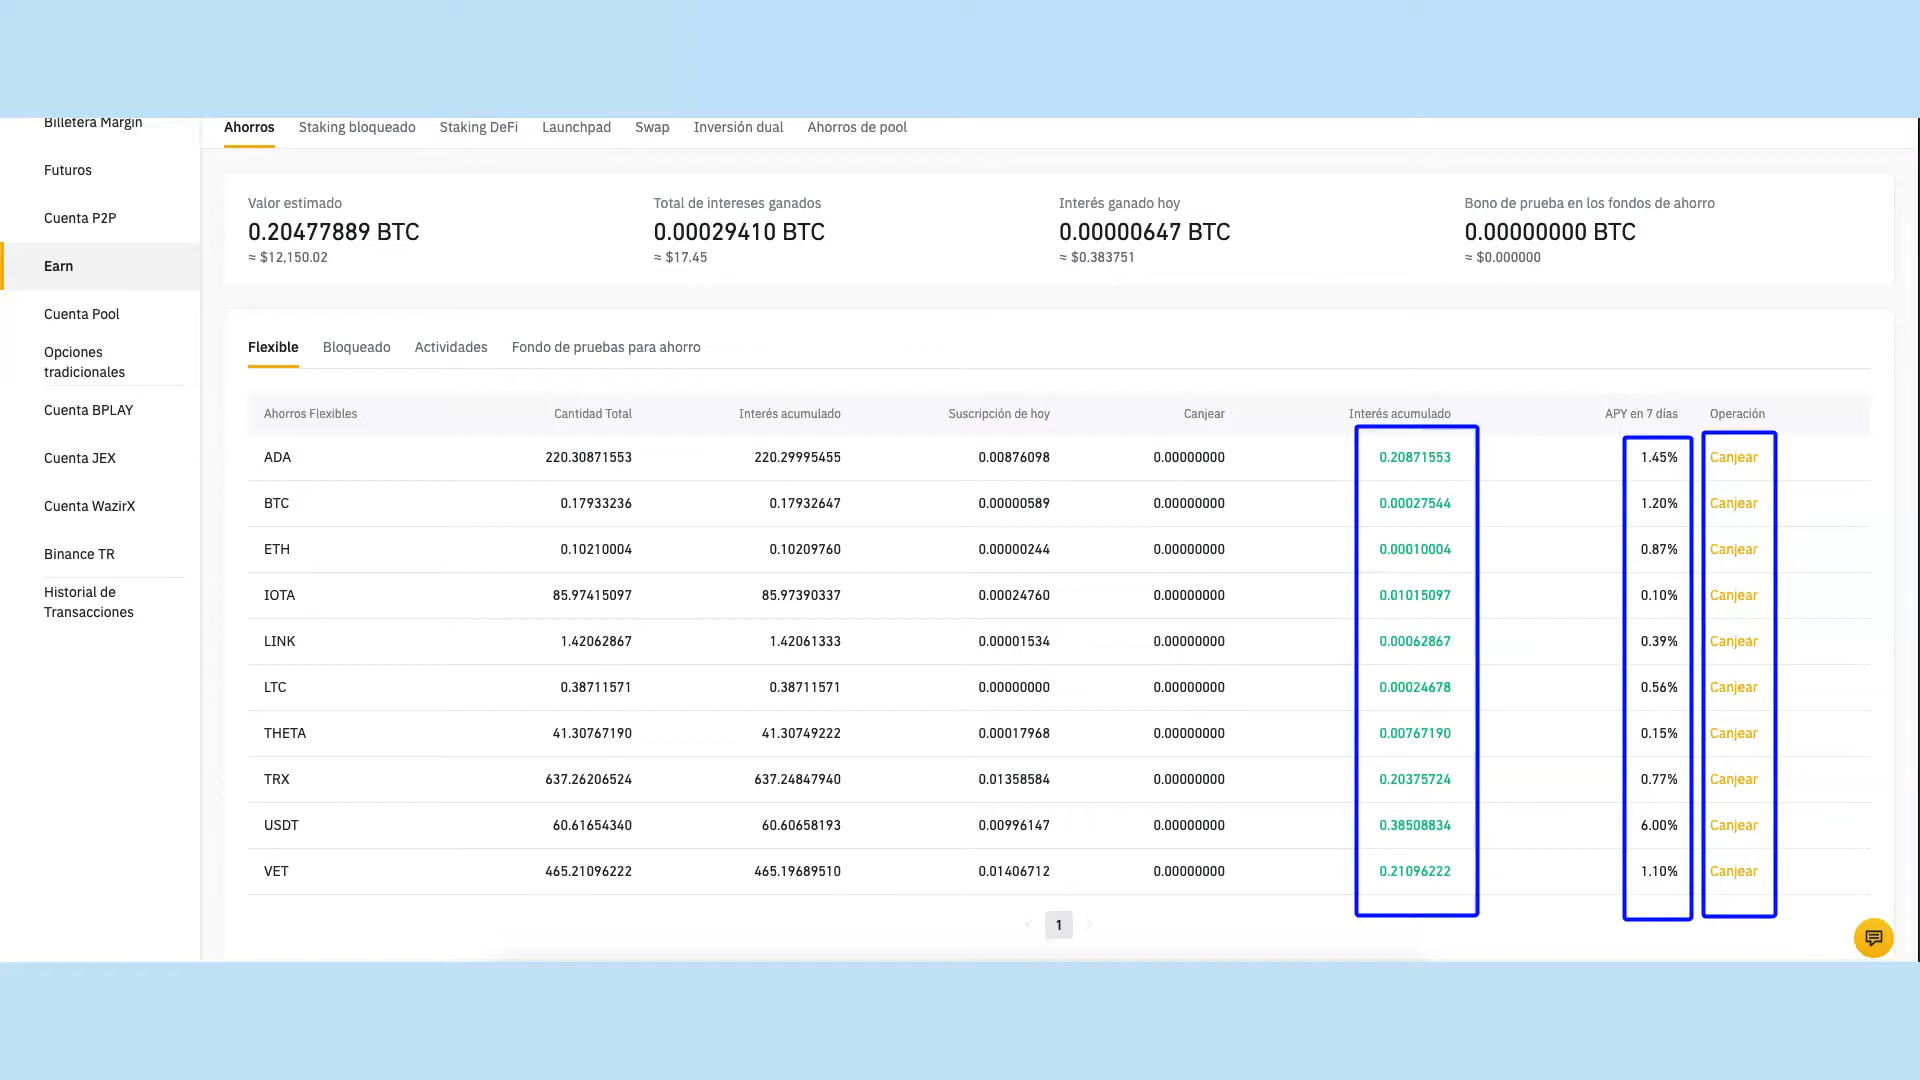 Billetera Margin
Futuros
Cuenta P2P
Earn
Cuenta Pool
Opciones
tradicionales
Cuenta BPLAY
Cuenta JEX
Cuenta WazirX
Binance TR
Historial de
Transacciones
Ahorros Staking bloqueado Staking DeFi Launchpad Swap Inversión dual Ahorros de pool
Valor estimado Total de intereses ganados Interés ganado hoy Bono de prueba en los fondos de ahorro
0.20477889 BTC 0.00029410 BTC 0.00000647 BTC 0.00000000 BTC
≈ $12,150.02 ≈ $17.45 ≈ $0.383751 ≈ $0.000000
Flexible Bloqueado Actividades Fondo de pruebas para ahorro
Ahorros Flexibles Cantidad Total Interés acumulado Suscripción de hoy Canjear Interés acumulado APY en 7 días Operación
ADA 220.30871553 220.29995455 0.00876098 0.00000000 0.20871553 1.45% Canjear
BTC 0.17933236 0.17932647 0.00000589 0.00000000 0.00027544 1.20% Canjear
ETH 0.10210004 0.10209760 0.00000244 0.00000000 0.00010004 0.87% Canjear
IOTA 85.97415097 85.97390337 0.00024760 0.00000000 0.01015097 0.10% Canjear
LINK 1.42062867 1.42061333 0.00001534 0.00000000 0.00062867 0.39% Canjear
LTC 0.38711571 0.38711571 0.00000000 0.00000000 0.00024678 0.56% Canjear
THETA 41.30767190 41.30749222 0.00017968 0.00000000 0.00767190 0.15% Canjear
TRX 637.26206524 637.24847940 0.01358584 0.00000000 0.20375724 0.77% Canjear
USDT 60.61654340 60.60658193 0.00996147 0.00000000 0.38508834 6.00% Canjear
VET 465.21096222 465.19689510 0.01406712 0.00000000 0.21096222 1.10% Canjear
1